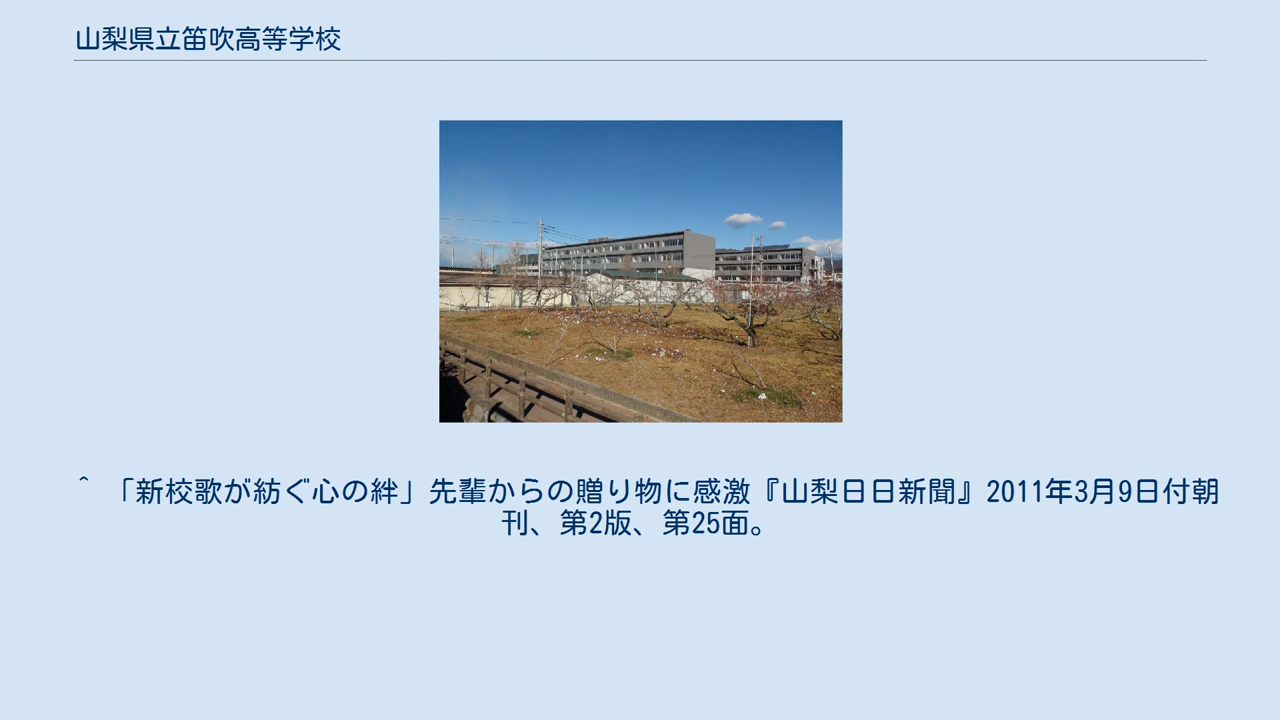 山梨県立笛吹高等学校
^ 「新校歌が紡ぐ心の絆」先輩からの贈り物に感激『山梨日日新聞』2011年3月9日付朝
刊、第2版、第25面。